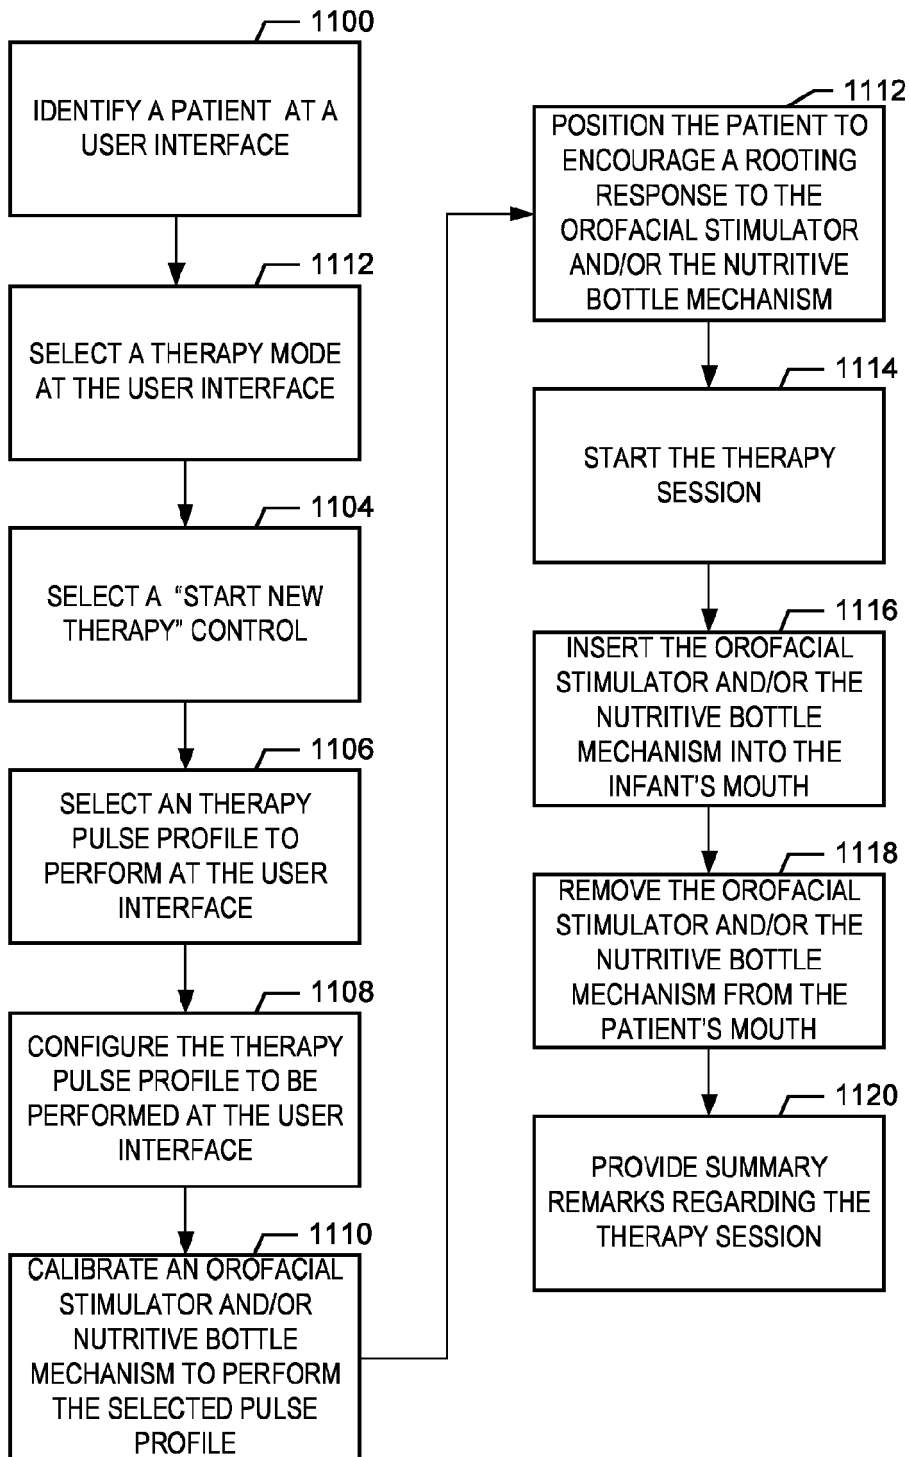 1100
IDENTIFY A PATIENT AT A
USER INTERFACE
1112
SELECT A THERAPY MODE
AT THE USER INTERFACE
1104
SELECT A "START NEW
THERAPY" CONTROL
1106
SELECT AN THERAPY
PULSE PROFILE TO
PERFORM AT THE USER
INTERFACE
1108
CONFIGURE THE THERAPY
PULSE PROFILE TO BE
PERFORMED AT THE USER
INTERFACE
1110
CALIBRATE AN OROFACIAL
STIMULATOR AND/OR
NUTRITIVE BOTTLE
MECHANISM TO PERFORM
THE SELECTED PULSE
PROFILE
1112
POSITION THE PATIENT TO
ENCOURAGE A ROOTING
RESPONSE TO THE
OROFACIAL STIMULATOR
AND/OR THE NUTRITIVE
BOTTLE MECHANISM
1114
START THE THERAPY
SESSION
1116
INSERT THE OROFACIAL
STIMULATOR AND/OR THE
NUTRITIVE BOTTLE
MECHANISM INTO THE
INFANT'S MOUTH
1118
REMOVE THE OROFACIAL
STIMULATOR AND/OR THE
NUTRITIVE BOTTLE
MECHANISM FROM THE
PATIENT'S MOUTH
1120
PROVIDE SUMMARY
REMARKS REGARDING THE
THERAPY SESSION